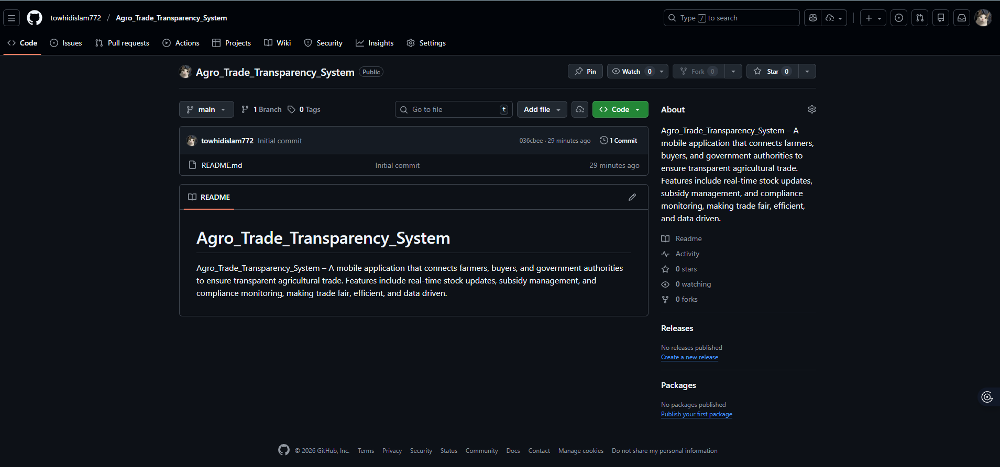 towhidislam772 / Agro_Trade_Transparency_System
Type / to search
Code Issues Pull requests Actions Projects Wiki Security Insights Settings
Agro_Trade_Transparency_System Public
Pin Watch 0 Fork 0 Star 0
main 1 Branch 0 Tags
Go to file t Add file Code
towhidislam772 Initial commit 036cbee · 29 minutes ago 1 Commit
README.md Initial commit 29 minutes ago
README
Agro_Trade_Transparency_System
Agro_Trade_Transparency_System – A mobile application that connects farmers, buyers, and government authorities
to ensure transparent agricultural trade. Features include real-time stock updates, subsidy management, and
compliance monitoring, making trade fair, efficient, and data driven.
About
Agro_Trade_Transparency_System – A
mobile application that connects farmers,
buyers, and government authorities to
ensure transparent agricultural trade.
Features include real-time stock updates,
subsidy management, and compliance
monitoring, making trade fair, efficient,
and data driven.
Readme
Activity
0 stars
0 watching
0 forks
Releases
No releases published
Create a new release
Packages
No packages published
Publish your first package
© 2026 GitHub, Inc. Terms Privacy Security Status Community Docs Contact Manage cookies Do not share my personal information